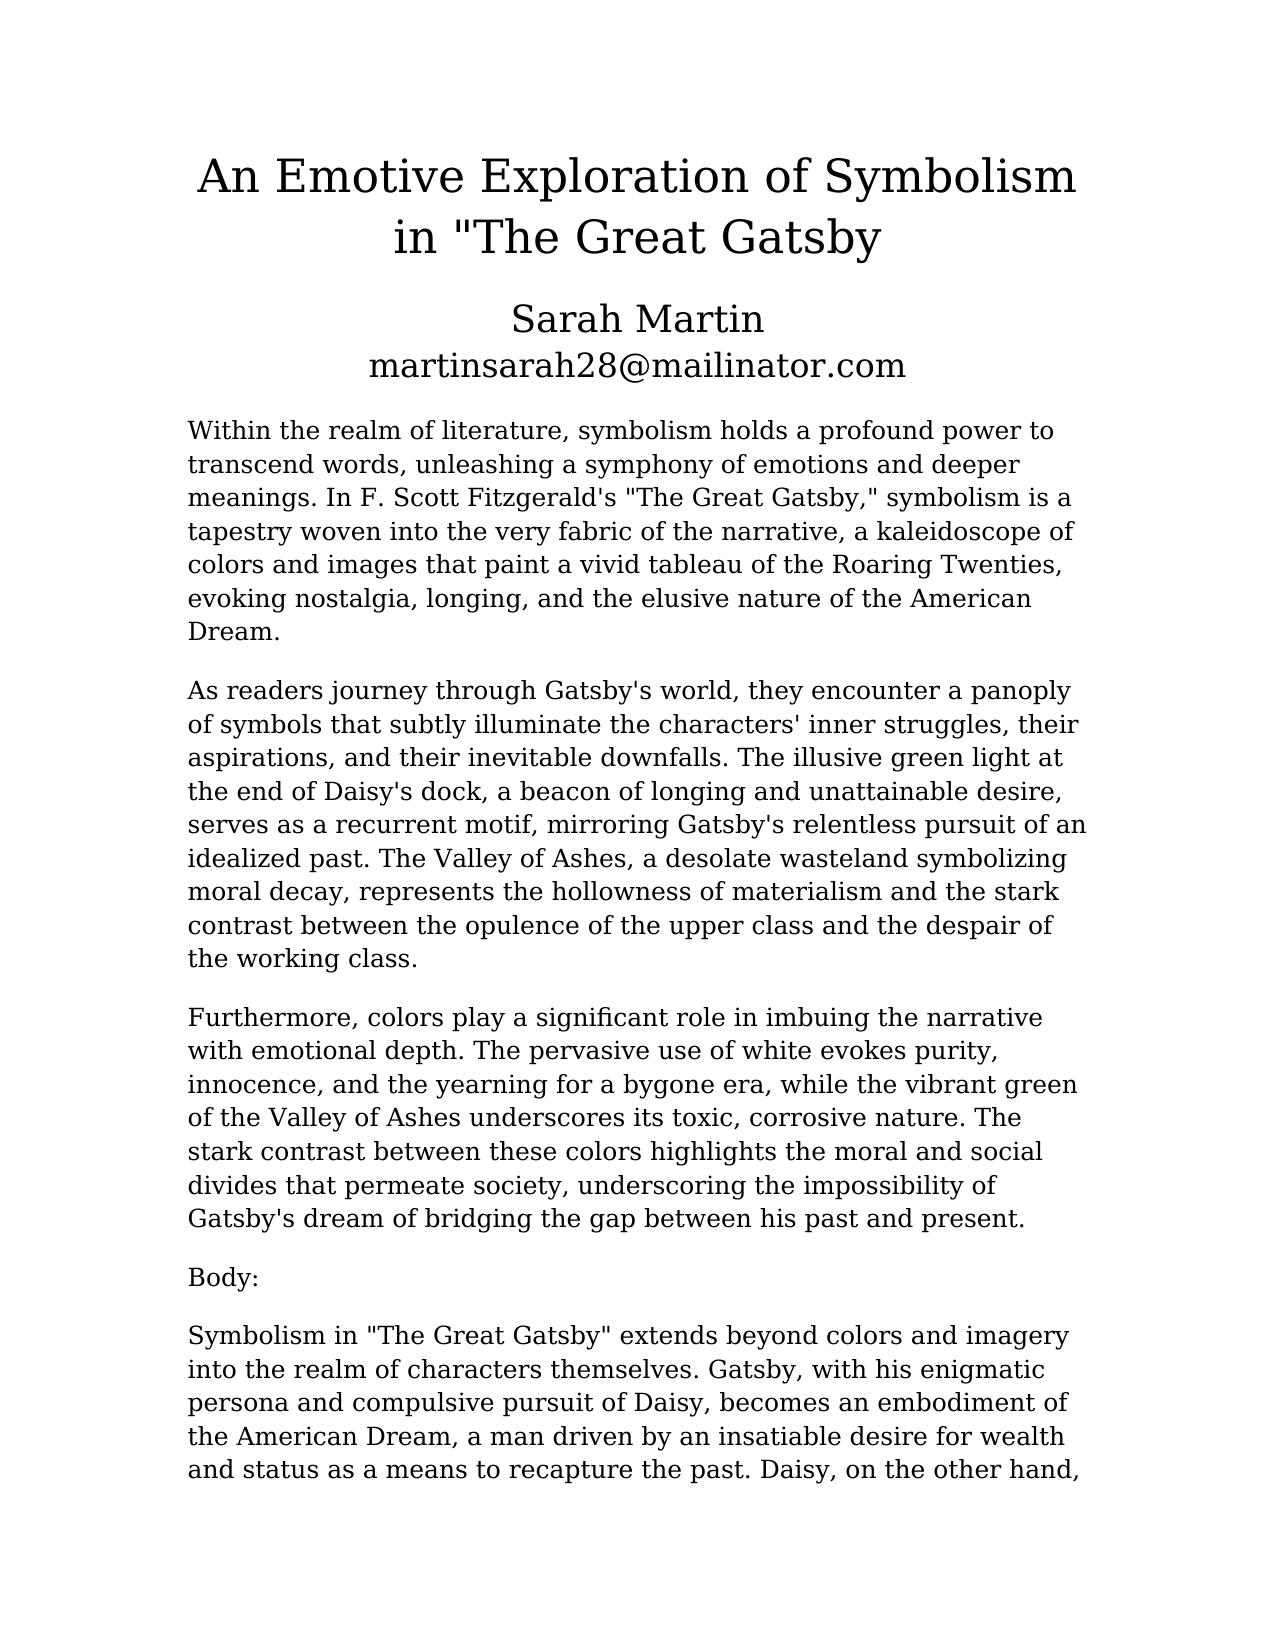 An Emotive Exploration of Symbolism
in "The Great Gatsby
Sarah Martin
martinsarah28@mailinator.com
Within the realm of literature, symbolism holds a profound power to
transcend words, unleashing a symphony of emotions and deeper
meanings. In F. Scott Fitzgerald's "The Great Gatsby," symbolism is a
tapestry woven into the very fabric of the narrative, a kaleidoscope of
colors and images that paint a vivid tableau of the Roaring Twenties,
evoking nostalgia, longing, and the elusive nature of the American
Dream.
As readers journey through Gatsby's world, they encounter a panoply
of symbols that subtly illuminate the characters' inner struggles, their
aspirations, and their inevitable downfalls. The illusive green light at
the end of Daisy's dock, a beacon of longing and unattainable desire,
serves as a recurrent motif, mirroring Gatsby's relentless pursuit of an
idealized past. The Valley of Ashes, a desolate wasteland symbolizing
moral decay, represents the hollowness of materialism and the stark
contrast between the opulence of the upper class and the despair of
the working class.
Furthermore, colors play a significant role in imbuing the narrative
with emotional depth. The pervasive use of white evokes purity,
innocence, and the yearning for a bygone era, while the vibrant green
of the Valley of Ashes underscores its toxic, corrosive nature. The
stark contrast between these colors highlights the moral and social
divides that permeate society, underscoring the impossibility of
Gatsby's dream of bridging the gap between his past and present.
Body:
Symbolism in "The Great Gatsby" extends beyond colors and imagery
into the realm of characters themselves. Gatsby, with his enigmatic
persona and compulsive pursuit of Daisy, becomes an embodiment of
the American Dream, a man driven by an insatiable desire for wealth
and status as a means to recapture the past. Daisy, on the other hand,